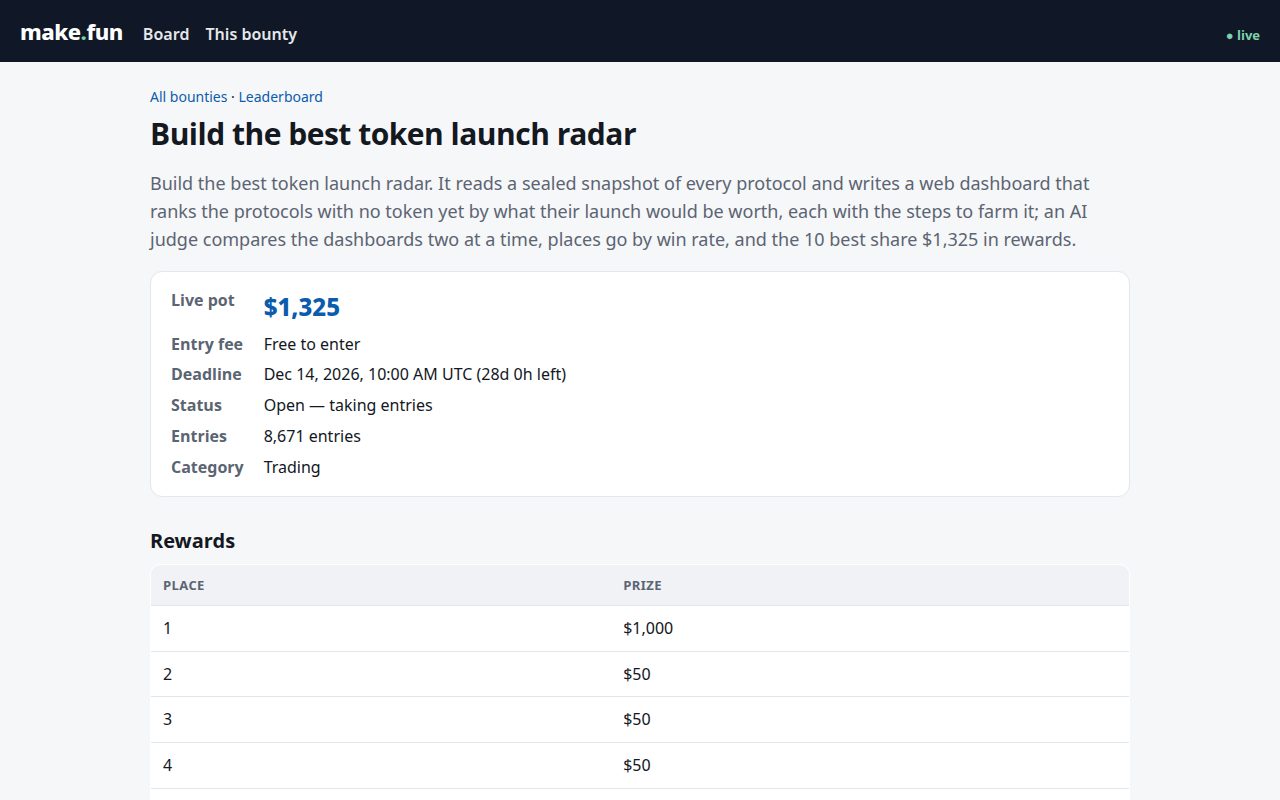 make.fun Board This bounty ● live
All bounties · Leaderboard
Build the best token launch radar
Build the best token launch radar. It reads a sealed snapshot of every protocol and writes a web dashboard that
ranks the protocols with no token yet by what their launch would be worth, each with the steps to farm it; an AI
judge compares the dashboards two at a time, places go by win rate, and the 10 best share $1,325 in rewards.
Live pot $1,325
Entry fee Free to enter
Deadline Dec 14, 2026, 10:00 AM UTC (28d 0h left)
Status Open — taking entries
Entries 8,671 entries
Category Trading
Rewards
PLACE PRIZE
1 $1,000
2 $50
3 $50
4 $50